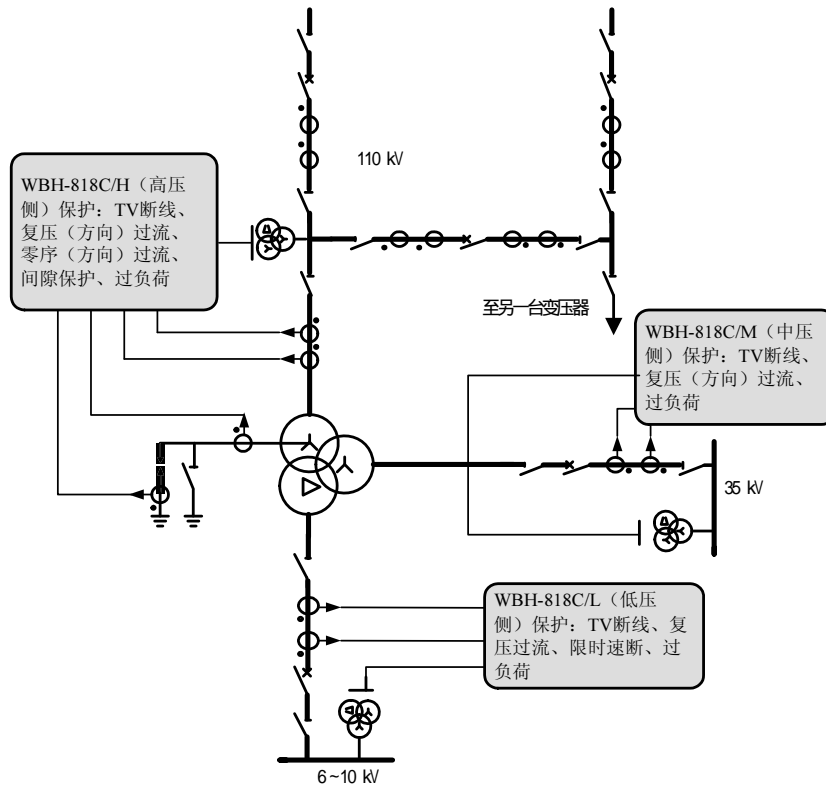 110 kV
WBH-818C/H（高压
侧）保护：TV断线、
复压（方向）过流、
零序（方向）过流、
间隙保护、过负荷
至另一台变压器
WBH-818C/M（中压
侧）保护：TV断线、
复压（方向）过流、
过负荷
35 kV
WBH-818C/L（低压
侧）保护：TV断线、复
压过流、限时速断、过
负荷
6~10 kV